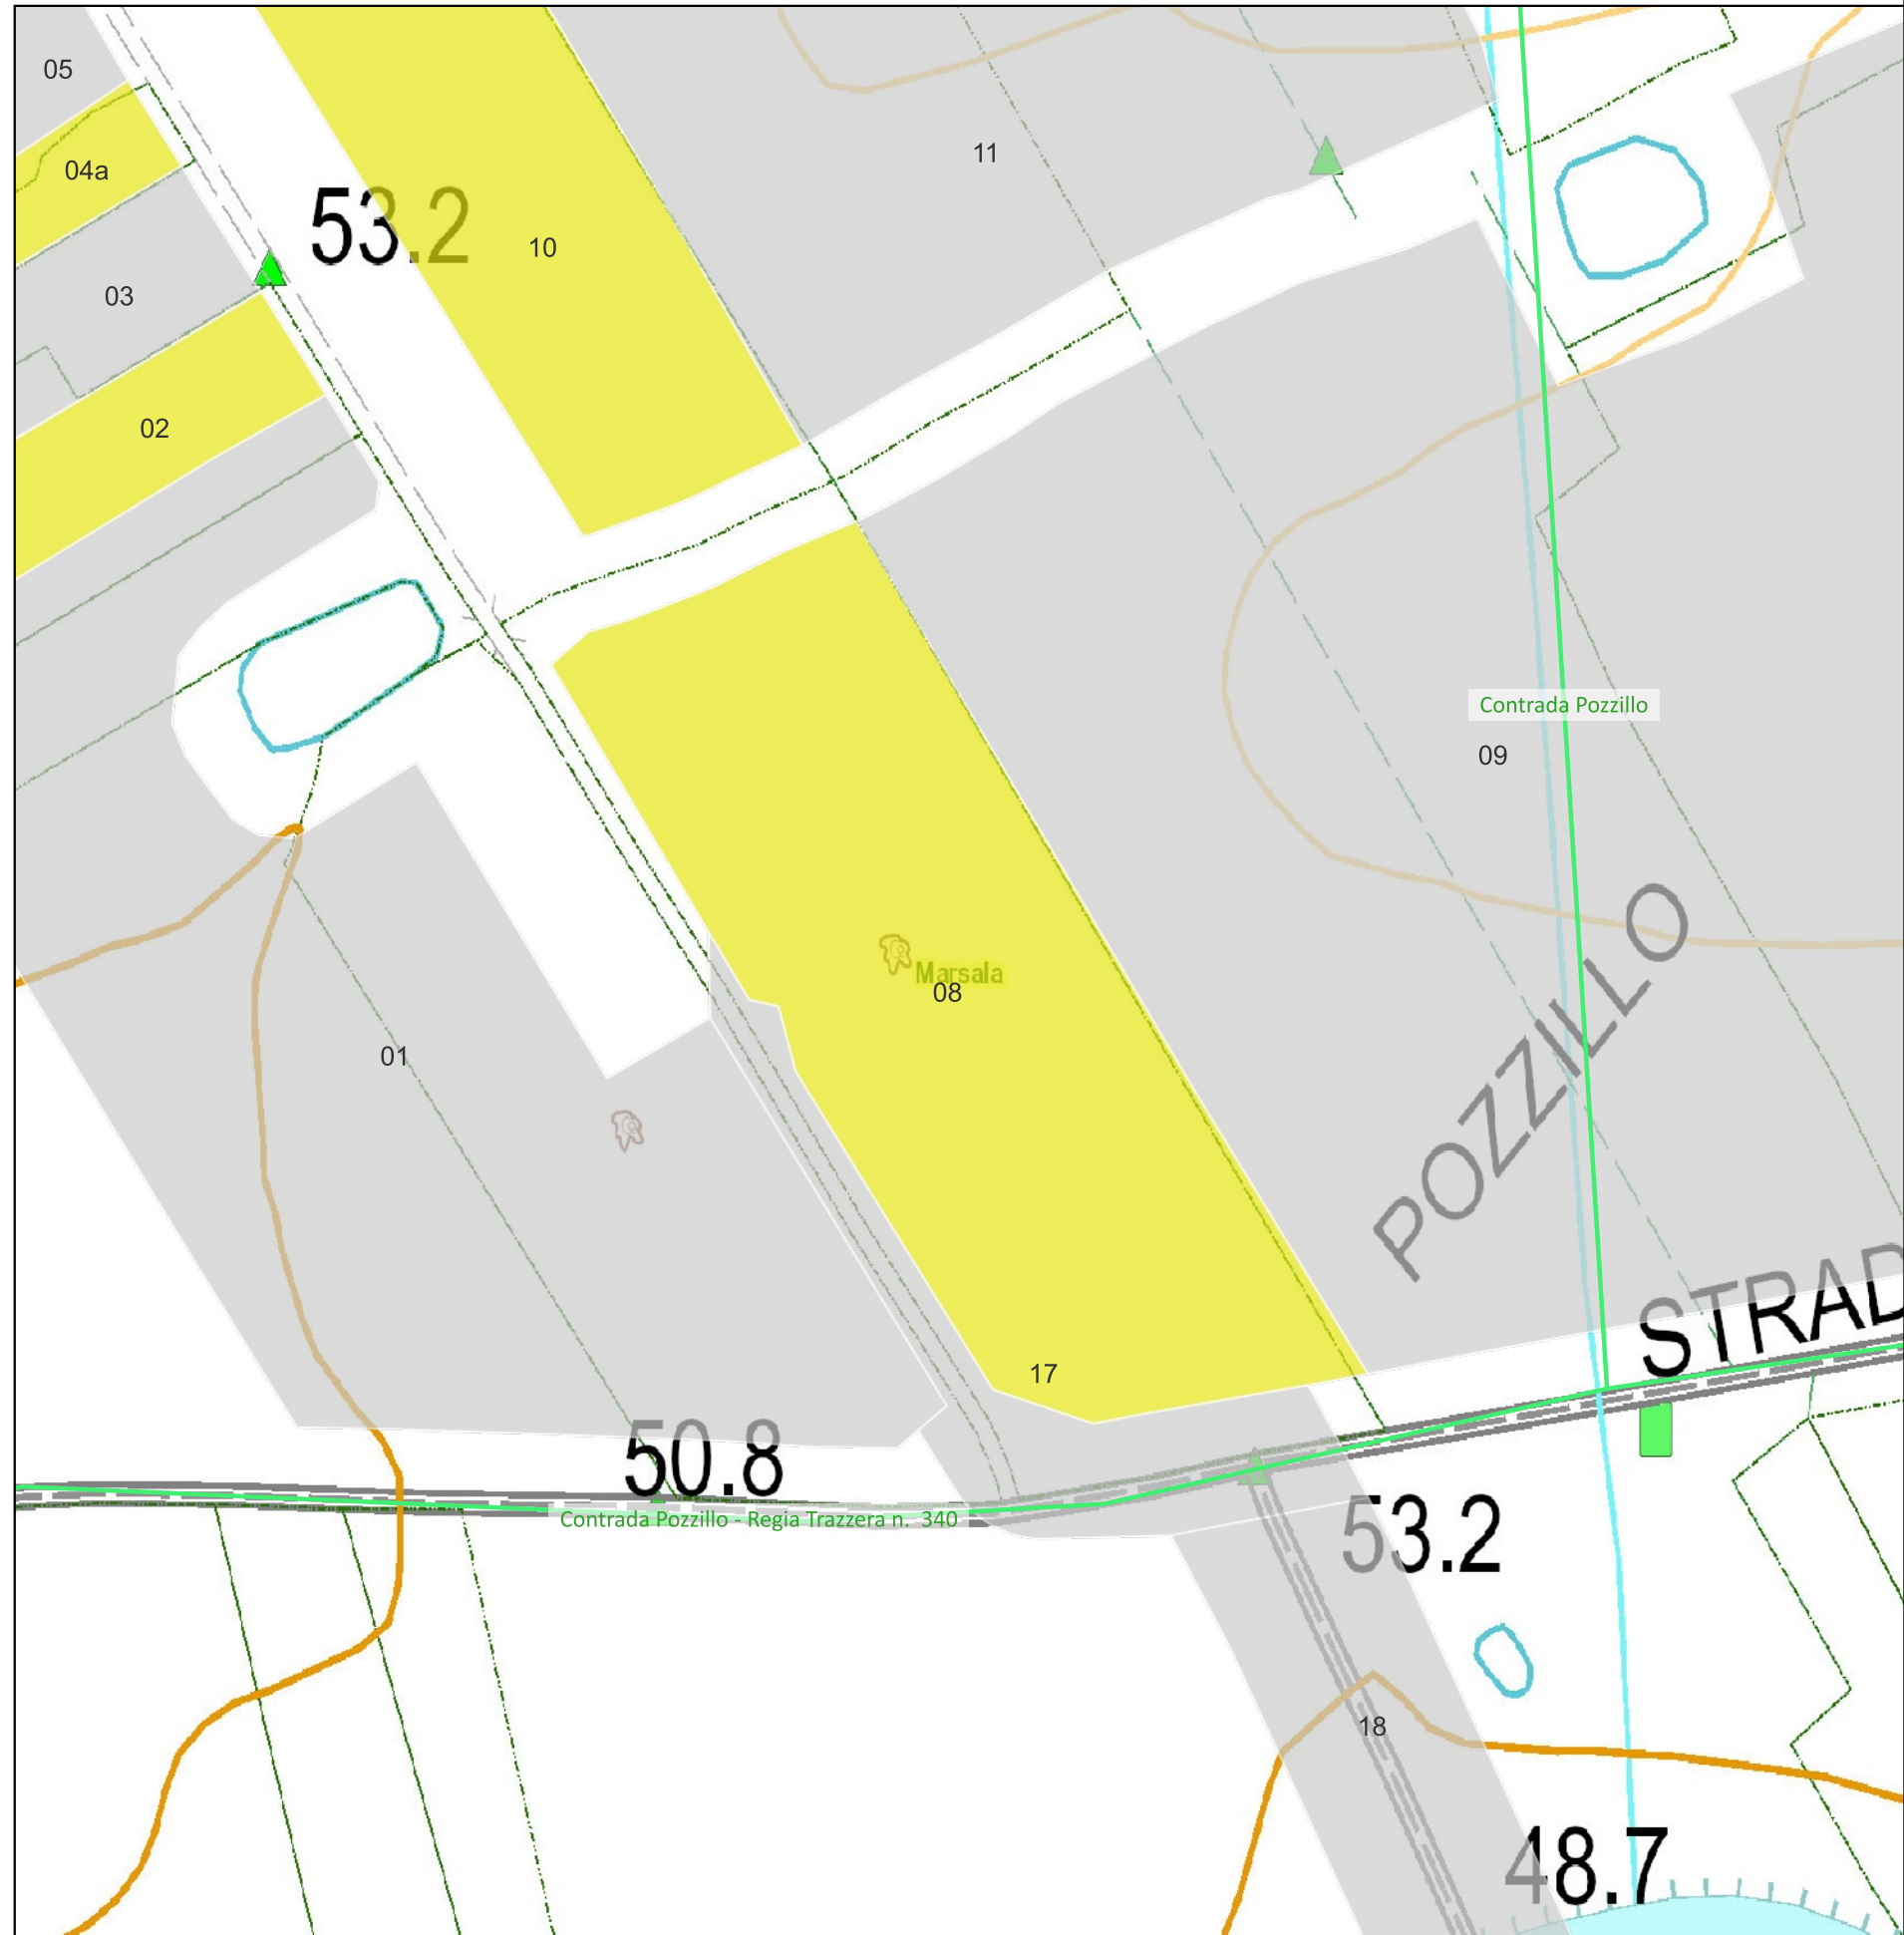 05
04a
53.2
11
10
03
02
Contrada Pozzillo
09
Marsala
08
01
POZZILLO
STRAD
17
50.8
Contrada Pozzillo - Regia Trazzera n. 340
53.2
18
48.7